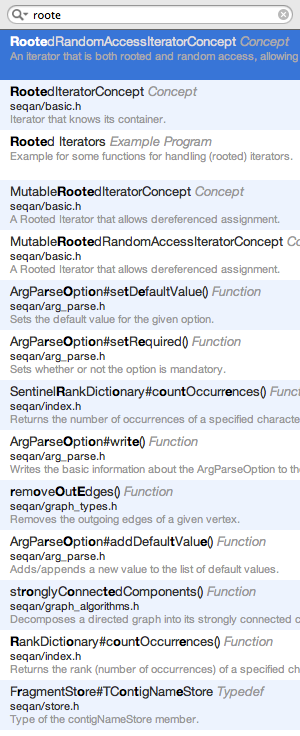 roote
RootedRandomAccessIteratorConcept Concept
An iterator that is both rooted and random access, allowing
RootedIteratorConcept Concept
seqan/basic.h
Iterator that knows its container.
Rooted Iterators Example Program
Example for some functions for handling (rooted) iterators.
MutableRootedIteratorConcept Concept
seqan/basic.h
A Rooted Iterator that allows dereferenced assignment.
MutableRootedRandomAccessIteratorConcept Co
seqan/basic.h
A Rooted Iterator that allows dereferenced assignment.
ArgParseOption#setDefaultValue() Function
seqan/arg_parse.h
Sets the default value for the given option.
ArgParseOption#setRequired() Function
seqan/arg_parse.h
Sets whether or not the option is mandatory.
SentinelRankDictionary#countOccurrences() Funct
seqan/index.h
Returns the number of occurrences of a specified characte
ArgParseOption#write() Function
seqan/arg_parse.h
Writes the basic information about the ArgParseOption to the
removeOutEdges() Function
seqan/graph_types.h
Removes the outgoing edges of a given vertex.
ArgParseOption#addDefaultValue() Function
seqan/arg_parse.h
Adds/appends a new value to the list of default values.
stronglyConnectedComponents() Function
seqan/graph_algorithms.h
Decomposes a directed graph into its strongly connected c
RankDictionary#countOccurrences() Function
seqan/index.h
Returns the rank (number of occurrences) of a specified ch
FragmentStore#TContigNameStore Typedef
seqan/store.h
Type of the contigNameStore member.